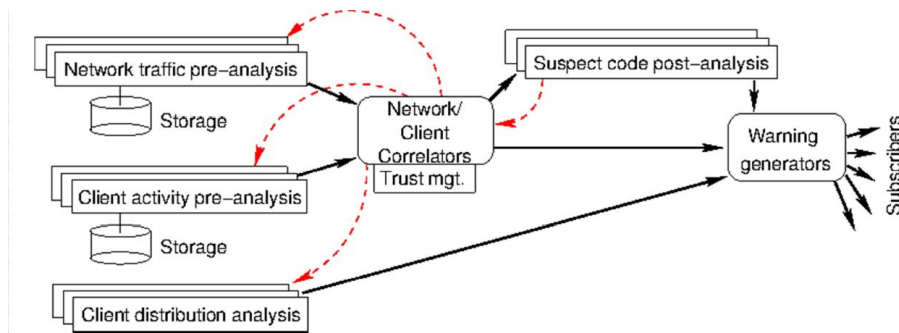 Network traffic pre-analysis
Storage
Client activity pre-analysis
Storage
Client distribution analysis
Network/
Client
Correlators
Trust mgt.
Suspect code post-analysis
Warning
generators
Subscribers